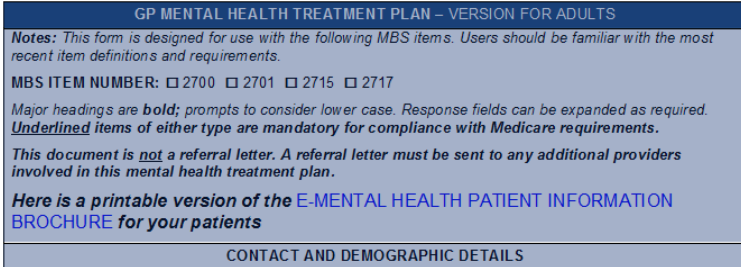 GP MENTAL HEALTH TREATMENT PLAN – VERSION FOR ADULTS
Notes: This form is designed for use with the following MBS items. Users should be familiar with the most
recent item definitions and requirements.
MBS ITEM NUMBER: ☐ 2700 ☐ 2701 ☐ 2715 ☐ 2717
Major headings are bold; prompts to consider lower case. Response fields can be expanded as required.
Underlined items of either type are mandatory for compliance with Medicare requirements.
This document is not a referral letter. A referral letter must be sent to any additional providers
involved in this mental health treatment plan.
Here is a printable version of the E-MENTAL HEALTH PATIENT INFORMATION
BROCHURE for your patients
CONTACT AND DEMOGRAPHIC DETAILS